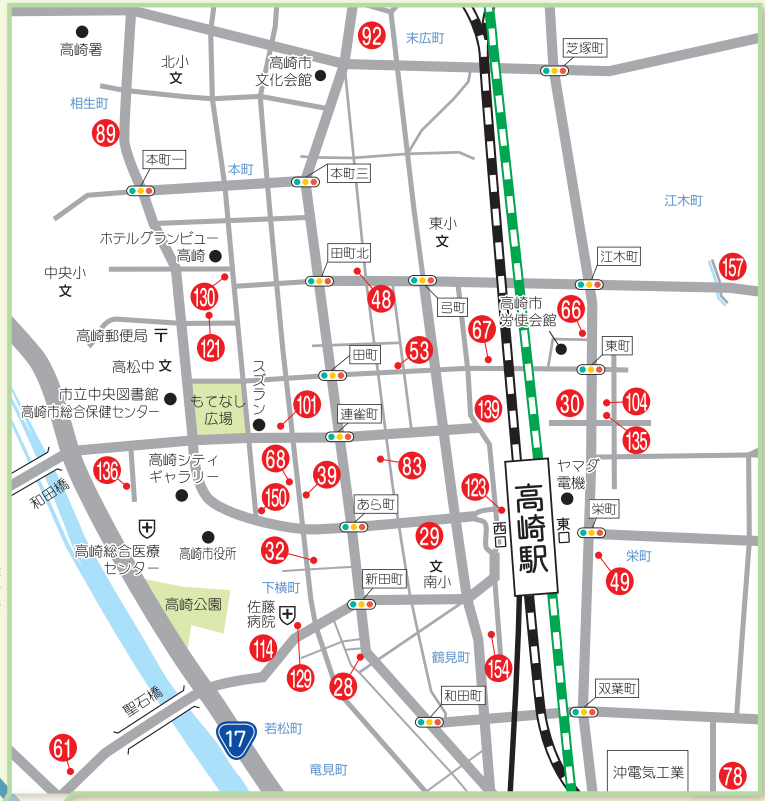 92
末広町
芝塚町
高崎署
北小
文
高崎市
文化会館
相生町
89
本町一
本町
本町三
江木町
東小
文
ホテルグランビュー
高崎
中央小
文
田町北
江木町
157
130
48
弓町
高崎市
労使会館
66
121
高崎郵便局 〒
67
東町
高松中 文
田町
53
スズラン
市立中央図書館
高崎市総合保健センター
もてなし
広場
101
連雀町
139
30
104
135
高崎シティ
ギャラリー
68
39
83
ヤマダ
電機
136
和田橋
150
あら町
123
高崎駅
西口
東口
栄町
高崎総合医療
センター
高崎市役所
29
32
文
南小
栄町
49
下横町
新田町
高崎公園
佐藤
病院
114
129
28
鶴見町
154
聖石橋
和田町
双葉町
17
若松町
61
竜見町
沖電気工業
78